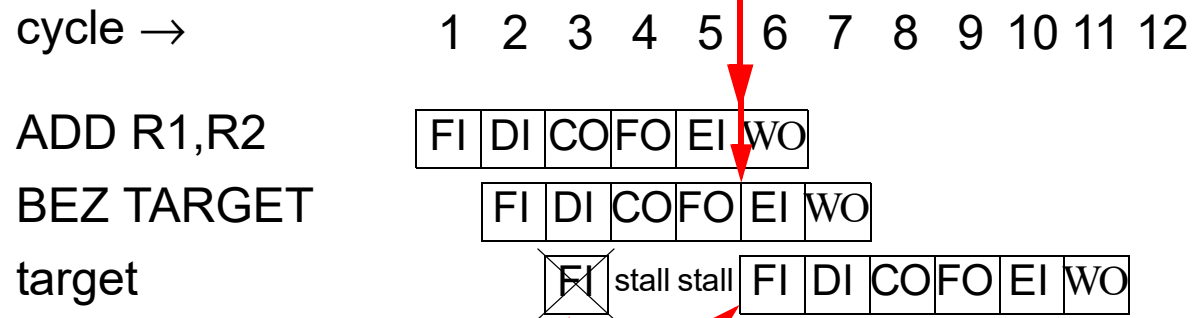 cycle → 1 2 3 4 5 6 7 8 9 10 11 12
ADD R1,R2 FI DI CO FO EI WO
BEZ TARGET FI DI CO FO EI WO
target FI stall stall FI DI CO FO EI WO